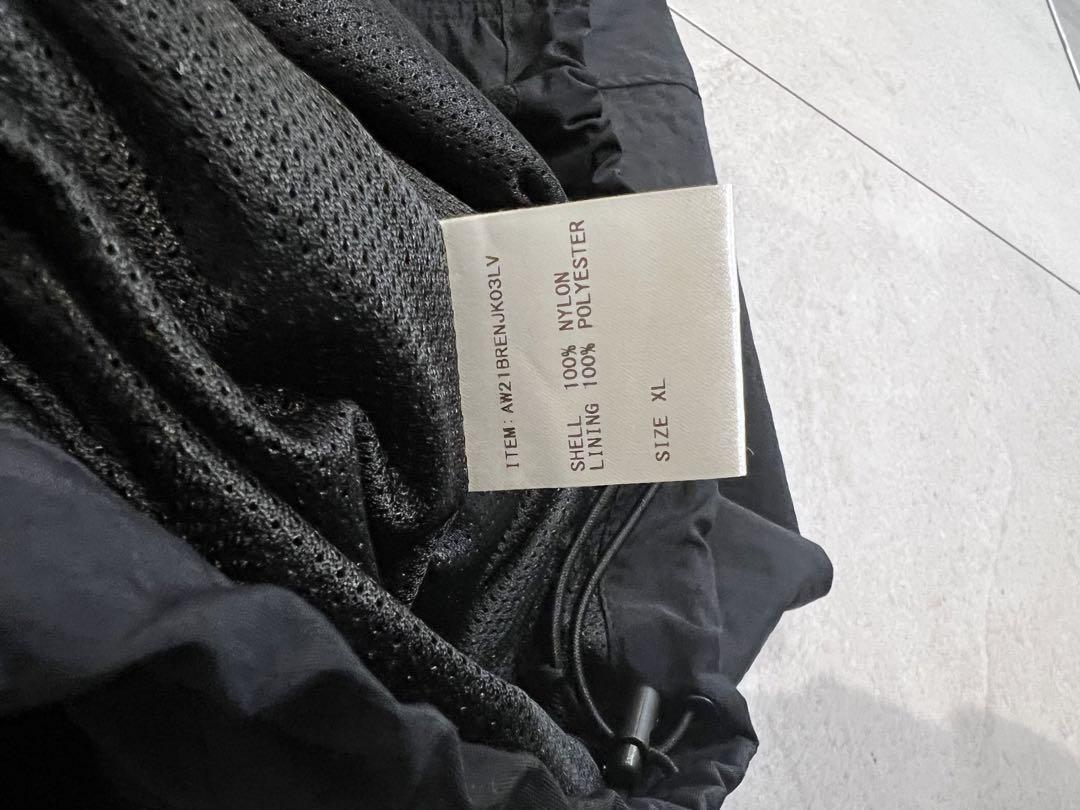 ITEM: AW21BRENJK03LV
SHELL 100% NYLON
LINING 100% POLYESTER
SIZE XL